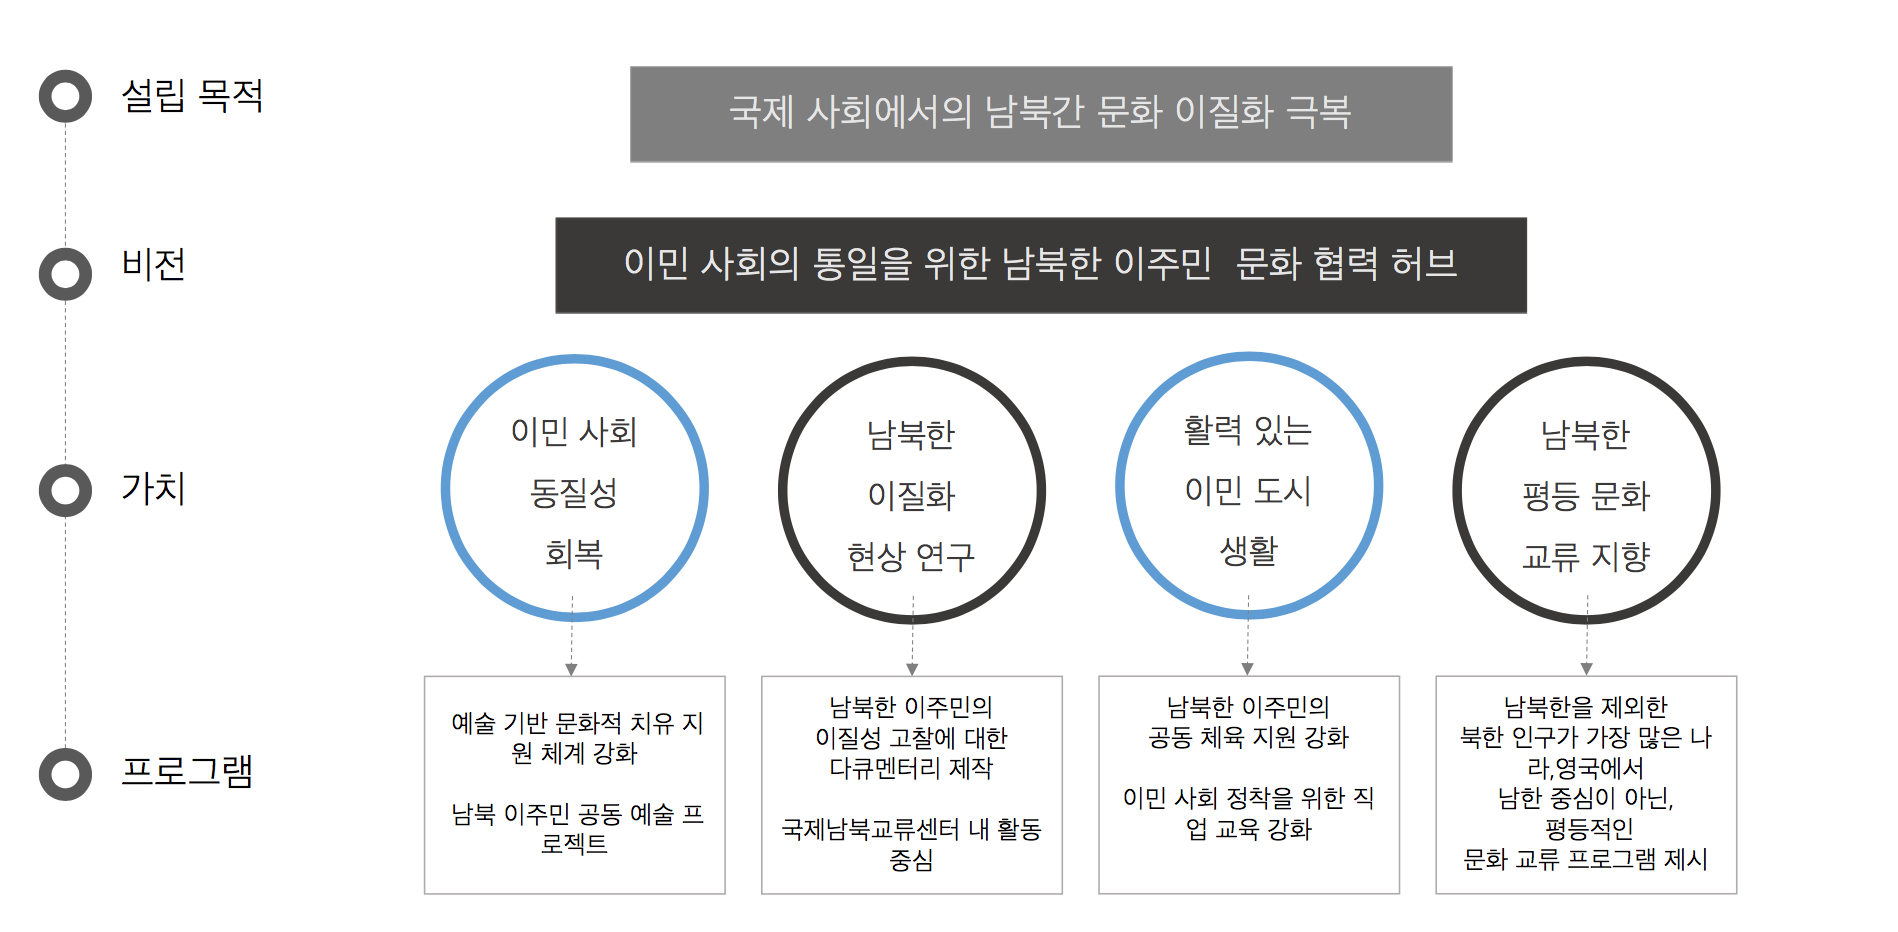 설립 목적
국제 사회에서의 남북간 문화 이질화 극복
비전
이민 사회의 통일을 위한 남북한 이주민  문화 협력 허브
가치
이민 사회
동질성
회복
남북한
이질화
현상 연구
활력 있는
이민 도시
생활
남북한
평등 문화
교류 지향
프로그램
예술 기반 문화적 치유 지
원 체계 강화
남북 이주민 공동 예술 프
로젝트
남북한 이주민의
이질성 고찰에 대한
다큐멘터리 제작
국제남북교류센터 내 활동
중심
남북한 이주민의
공동 체육 지원 강화
이민 사회 정착을 위한 직
업 교육 강화
남북한을 제외한
북한 인구가 가장 많은 나
라,영국에서
남한 중심이 아닌,
평등적인
문화 교류 프로그램 제시